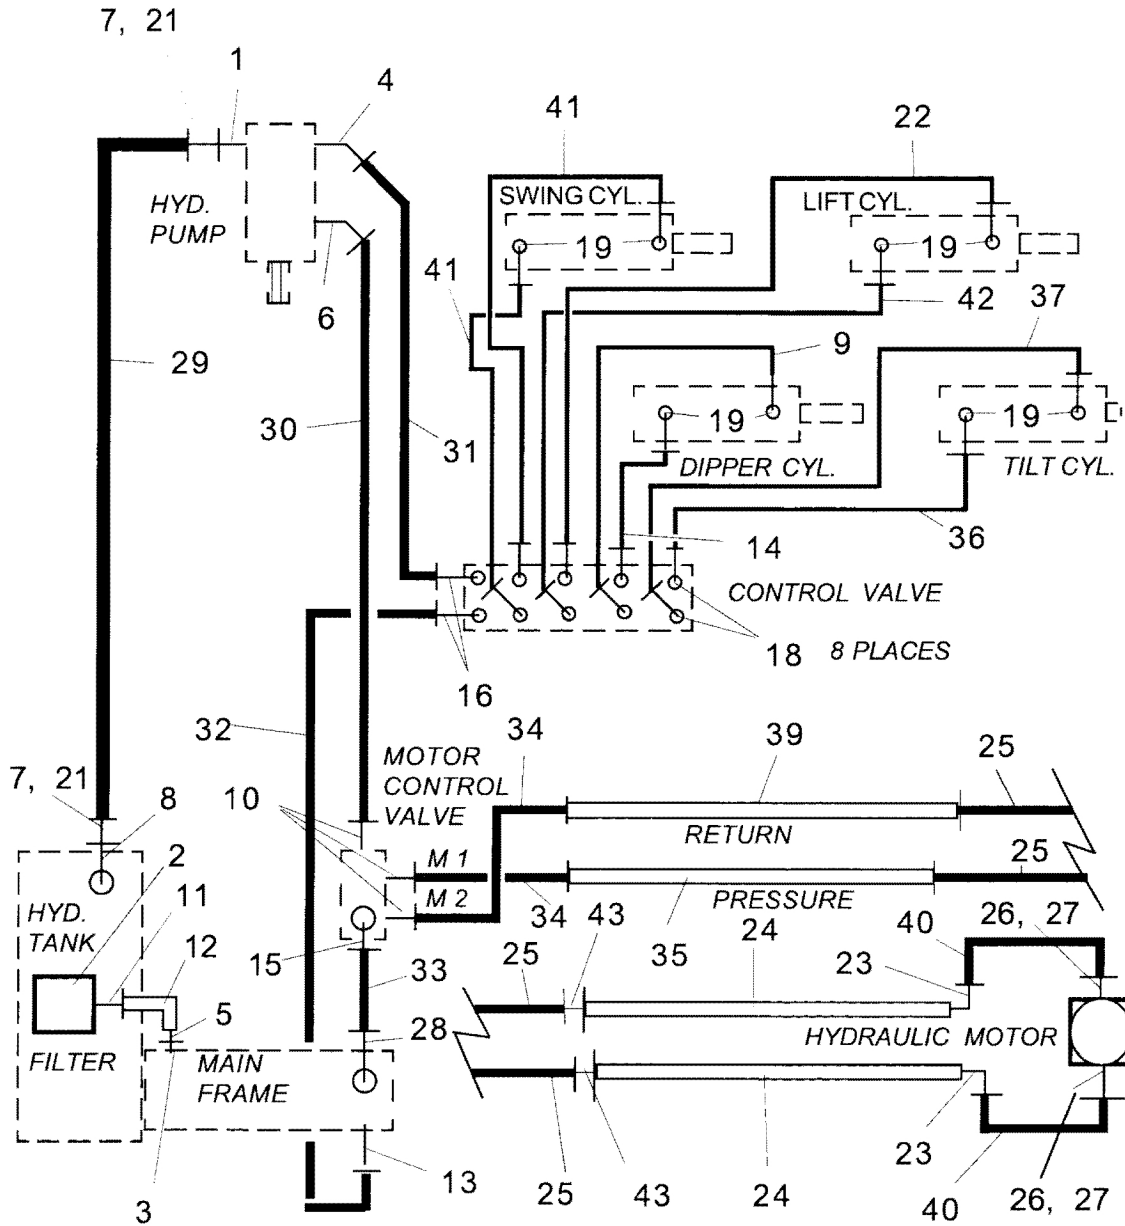 7, 21
1
4
41
22
SWING CYL.
LIFT CYL.
HYD.
PUMP
19
19
41
6
42
37
29
9
30
31
19
19
DIPPER CYL.
TILT CYL.
14
36
CONTROL VALVE
18
8 PLACES
16
32
34
39
25
MOTOR
CONTROL
VALVE
7, 21
8
10
RETURN
2
M 1
25
11
M 2
34
PRESSURE
HYD.
TANK
12
15
25
43
35
24
40
26, 27
23
33
5
28
HYDRAULIC MOTOR
FILTER
MAIN
FRAME
3
13
25
43
24
23
40
26, 27